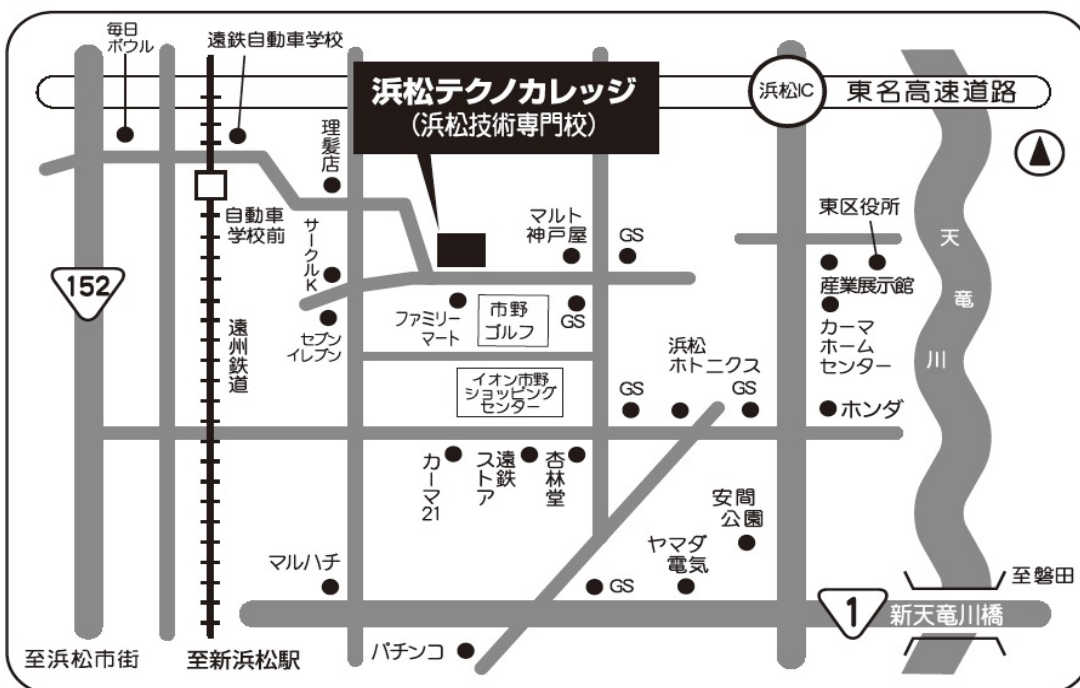 毎日
ボウル
遠鉄自動車学校
浜松テクノカレッジ
（浜松技術専門校）
浜松IC
東名高速道路
理髪店
自動車
学校前
サークルK
マルト
神戸屋
GS
東区役所
天竜川
152
産業展示館
ファミリー
マート
市野
ゴルフ
GS
セブン
イレブン
カーマ
ホーム
センター
遠州鉄道
浜松
ホトニクス
イオン市野
ショッピング
センター
GS
GS
ホンダ
カーマ21
遠鉄
ストア
杏林堂
安間
公園
ヤマダ
電気
マルハチ
GS
至磐田
1
新天竜川橋
パチンコ
至浜松市街
至新浜松駅